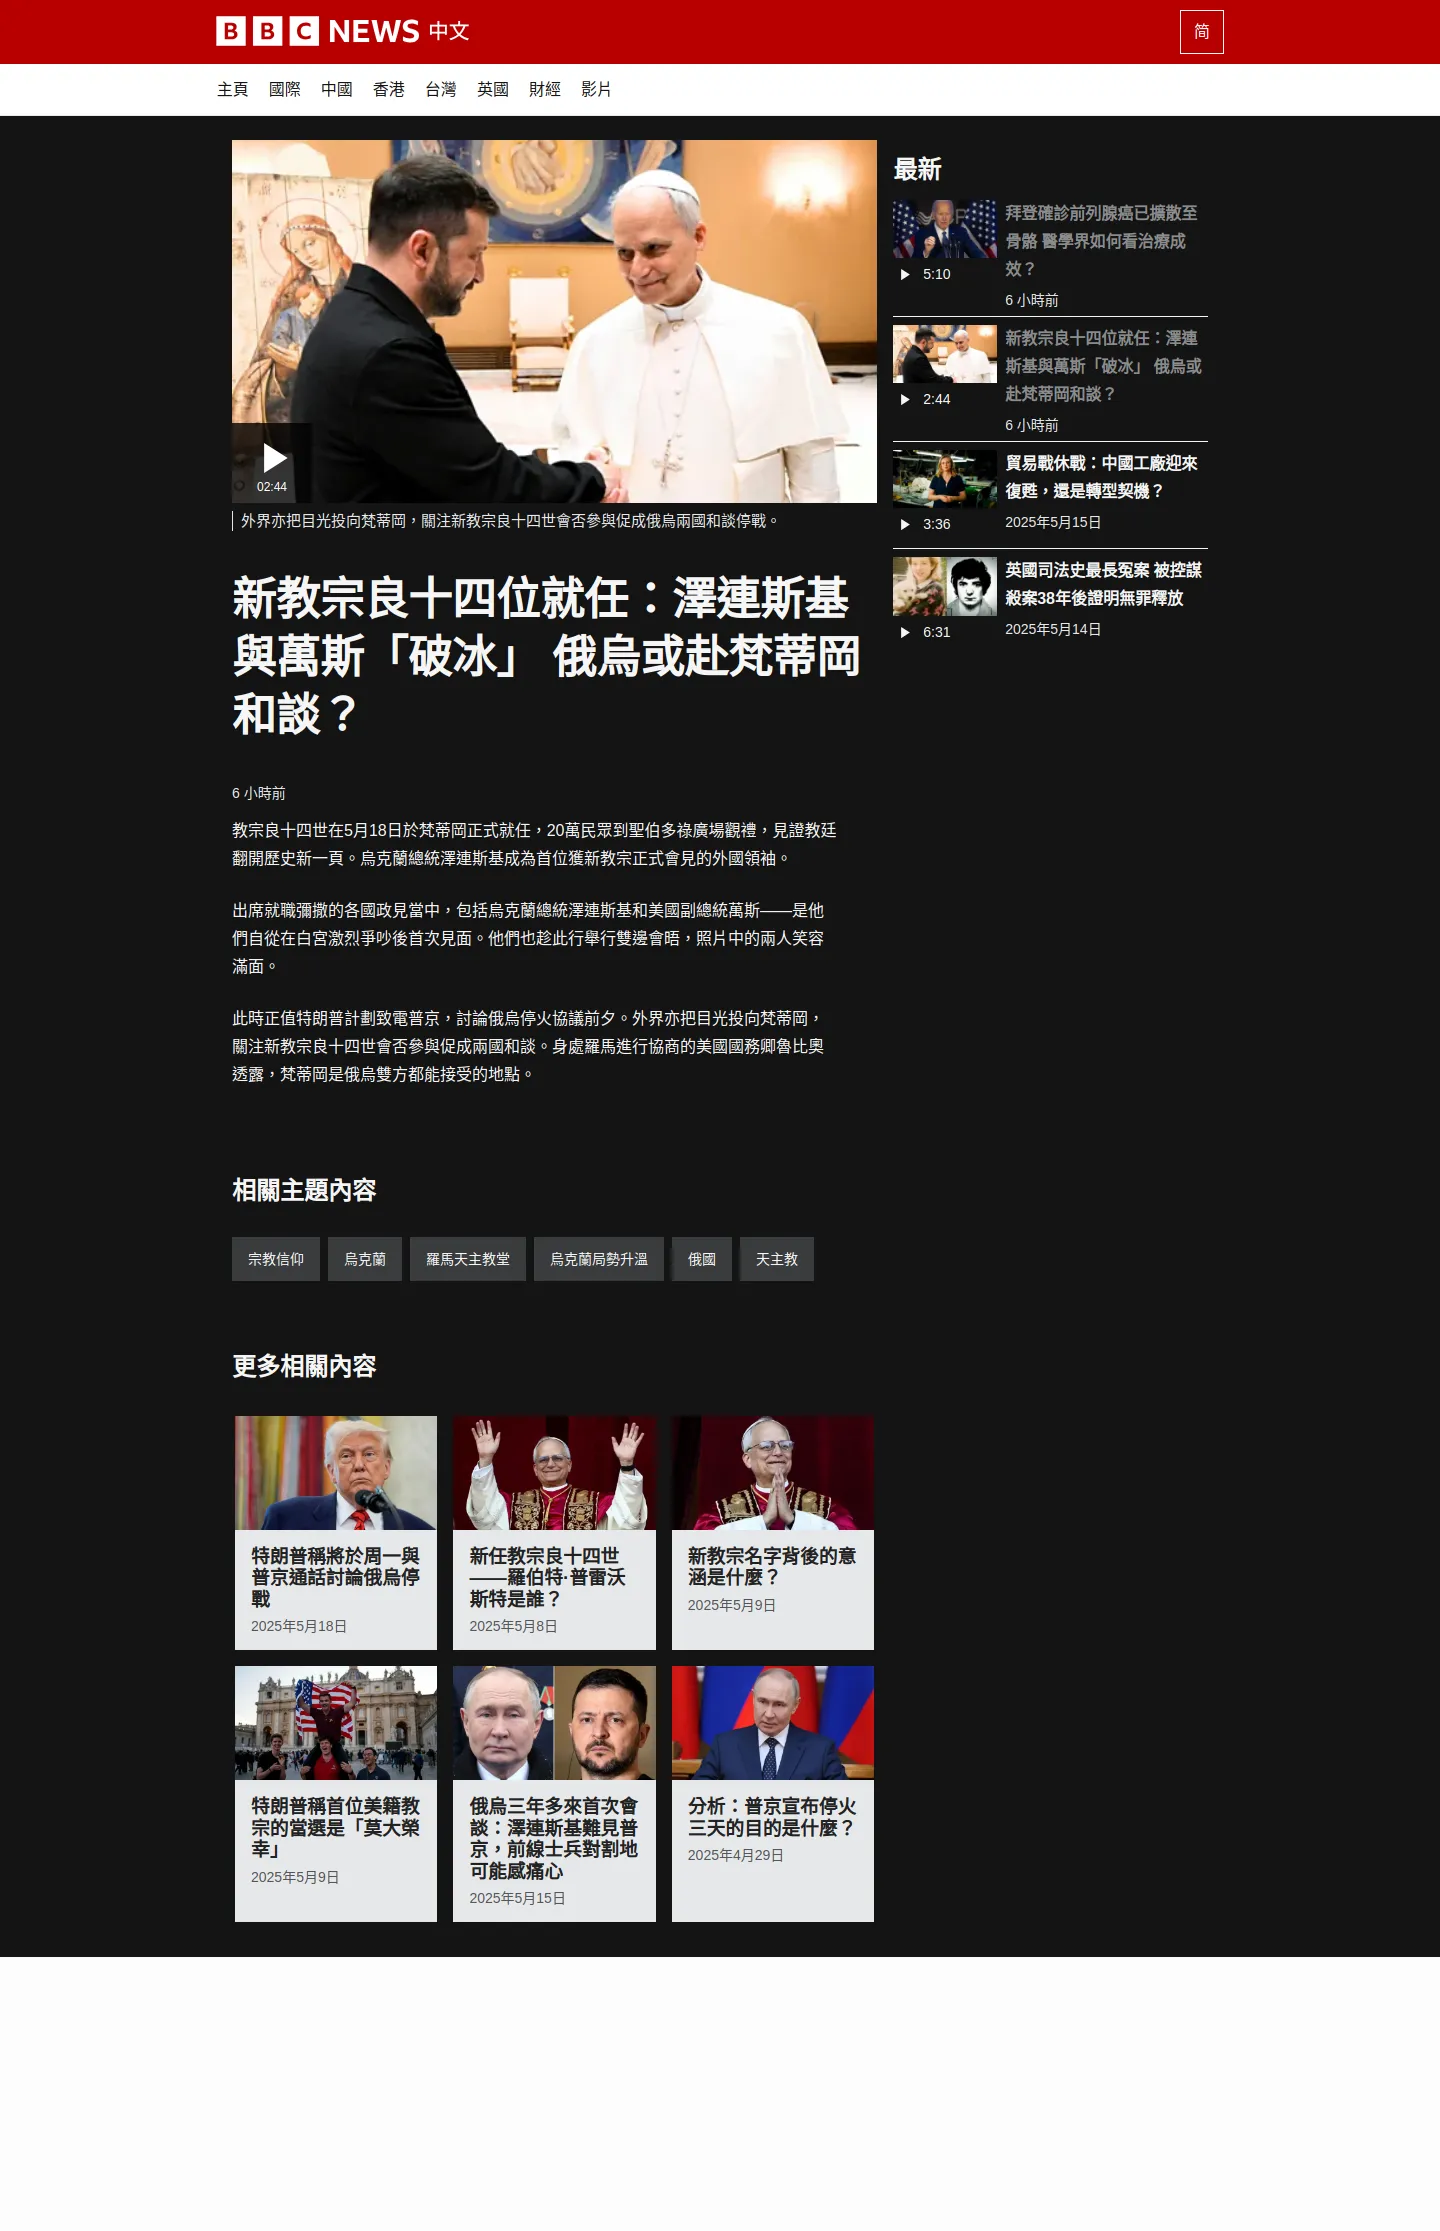 BBC NEWS 中文
简
主頁 國際 中國 香港 台灣 英國 財經 影片
02:44
外界亦把目光投向梵蒂岡，關注新教宗良十四世會否參與促成俄烏兩國和談停戰。
新教宗良十四位就任：澤連斯基
與萬斯「破冰」 俄烏或赴梵蒂岡
和談？
6 小時前
教宗良十四世在5月18日於梵蒂岡正式就任，20萬民眾到聖伯多祿廣場觀禮，見證教廷
翻開歷史新一頁。烏克蘭總統澤連斯基成為首位獲新教宗正式會見的外國領袖。
出席就職彌撒的各國政見當中，包括烏克蘭總統澤連斯基和美國副總統萬斯——是他
們自從在白宮激烈爭吵後首次見面。他們也趁此行舉行雙邊會晤，照片中的兩人笑容
滿面。
此時正值特朗普計劃致電普京，討論俄烏停火協議前夕。外界亦把目光投向梵蒂岡，
關注新教宗良十四世會否參與促成兩國和談。身處羅馬進行協商的美國國務卿魯比奧
透露，梵蒂岡是俄烏雙方都能接受的地點。
最新
拜登確診前列腺癌已擴散至
骨骼 醫學界如何看治療成
效？
5:10
6 小時前
新教宗良十四位就任：澤連
斯基與萬斯「破冰」 俄烏或
赴梵蒂岡和談？
2:44
6 小時前
貿易戰休戰：中國工廠迎來
復甦，還是轉型契機？
3:36
2025年5月15日
英國司法史最長冤案 被控謀
殺案38年後證明無罪釋放
6:31
2025年5月14日
相關主題內容
宗教信仰 烏克蘭 羅馬天主教堂 烏克蘭局勢升溫 俄國 天主教
更多相關內容
特朗普稱將於周一與
普京通話討論俄烏停
戰
2025年5月18日
新任教宗良十四世
——羅伯特·普雷沃
斯特是誰？
2025年5月8日
新教宗名字背後的意
涵是什麼？
2025年5月9日
特朗普稱首位美籍教
宗的當選是「莫大榮
幸」
2025年5月9日
俄烏三年多來首次會
談：澤連斯基難見普
京，前線士兵對割地
可能感痛心
2025年5月15日
分析：普京宣布停火
三天的目的是什麼？
2025年4月29日